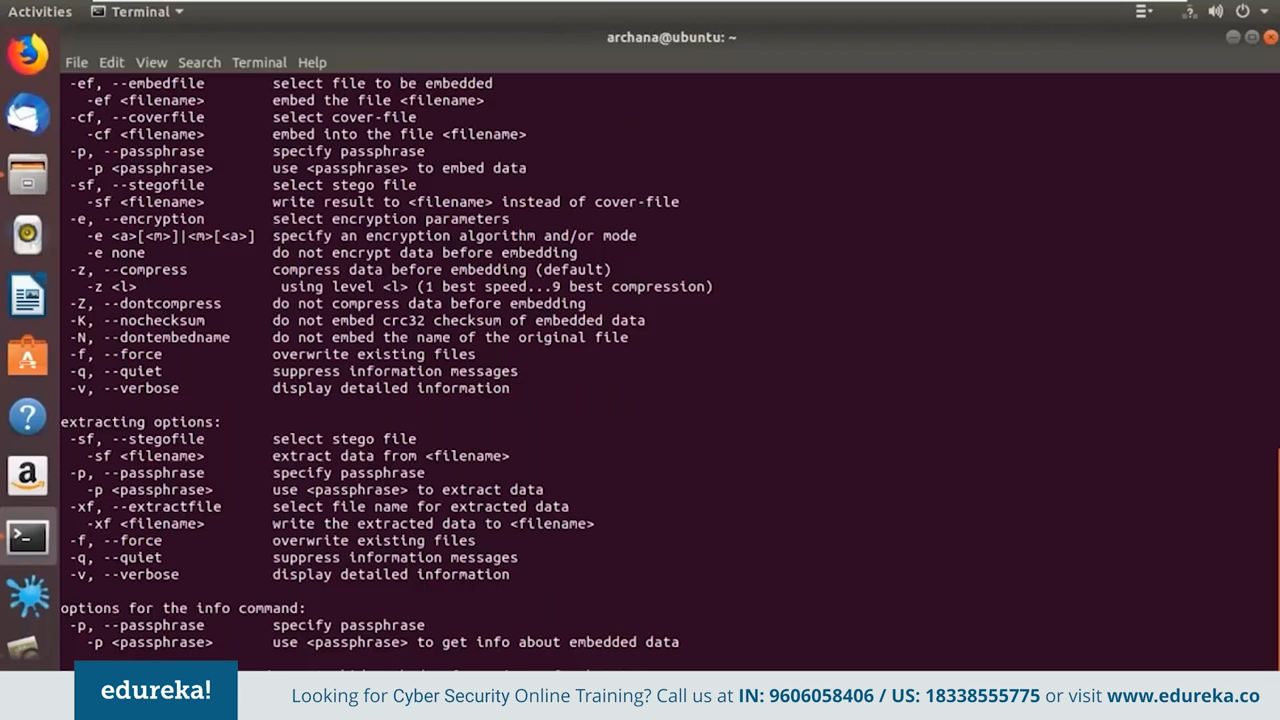 Activities Terminal
archana@ubuntu: ~
File Edit View Search Terminal Help
-ef, --embedfile select file to be embedded
-ef <filename> embed the file <filename>
-cf, --coverfile select cover-file
-cf <filename> embed into the file <filename>
-p, --passphrase specify passphrase
-p <passphrase> use <passphrase> to embed data
-sf, --stegofile select stego file
-sf <filename> write result to <filename> instead of cover-file
-e, --encryption select encryption parameters
-e <a>[<m>]|<m>[<a>] specify an encryption algorithm and/or mode
-e none do not encrypt data before embedding
-z, --compress compress data before embedding (default)
-z <l> using level <l> (1 best speed...9 best compression)
-Z, --dontcompress do not compress data before embedding
-K, --nochecksum do not embed crc32 checksum of embedded data
-N, --dontembedname do not embed the name of the original file
-f, --force overwrite existing files
-q, --quiet suppress information messages
-v, --verbose display detailed information
extracting options:
-sf, --stegofile select stego file
-sf <filename> extract data from <filename>
-p, --passphrase specify passphrase
-p <passphrase> use <passphrase> to extract data
-xf, --extractfile select file name for extracted data
-xf <filename> write the extracted data to <filename>
-f, --force overwrite existing files
-q, --quiet suppress information messages
-v, --verbose display detailed information
options for the info command:
-p, --passphrase specify passphrase
-p <passphrase> use <passphrase> to get info about embedded data
edureka! Looking for Cyber Security Online Training? Call us at IN: 9606058406 / US: 18338555775 or visit www.edureka.co